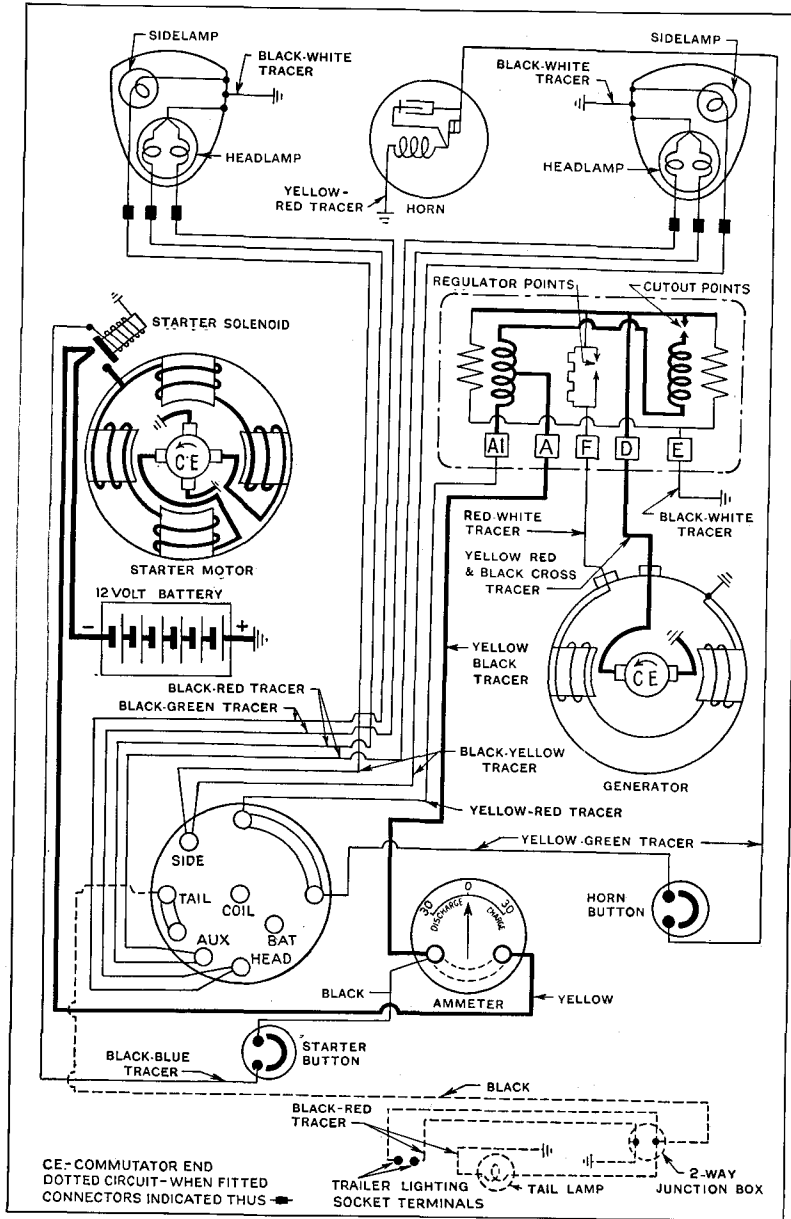 SIDELAMP
BLACK-WHITE
TRACER
HEADLAMP
YELLOW-
RED TRACER
HORN
SIDELAMP
BLACK-WHITE
TRACER
HEADLAMP
REGULATOR POINTS
CUTOUT POINTS
STARTER SOLENOID
CE
STARTER MOTOR
A1 A F D E
RED-WHITE
TRACER
BLACK-WHITE
TRACER
YELLOW RED
& BLACK CROSS
TRACER
12 VOLT BATTERY
- +
YELLOW
BLACK
TRACER
CE
GENERATOR
BLACK-RED TRACER
BLACK-GREEN TRACER
BLACK-YELLOW
TRACER
YELLOW-RED TRACER
YELLOW-GREEN TRACER
SIDE
TAIL
COIL
BAT
AUX
HEAD
30 0 30
DISCHARGE CHARGE
AMMETER
HORN
BUTTON
BLACK
YELLOW
STARTER
BUTTON
BLACK-BLUE
TRACER
BLACK
BLACK-RED
TRACER
TRAILER LIGHTING
SOCKET TERMINALS
TAIL LAMP
2-WAY
JUNCTION BOX
CE-COMMUTATOR END
DOTTED CIRCUIT-WHEN FITTED
CONNECTORS INDICATED THUS